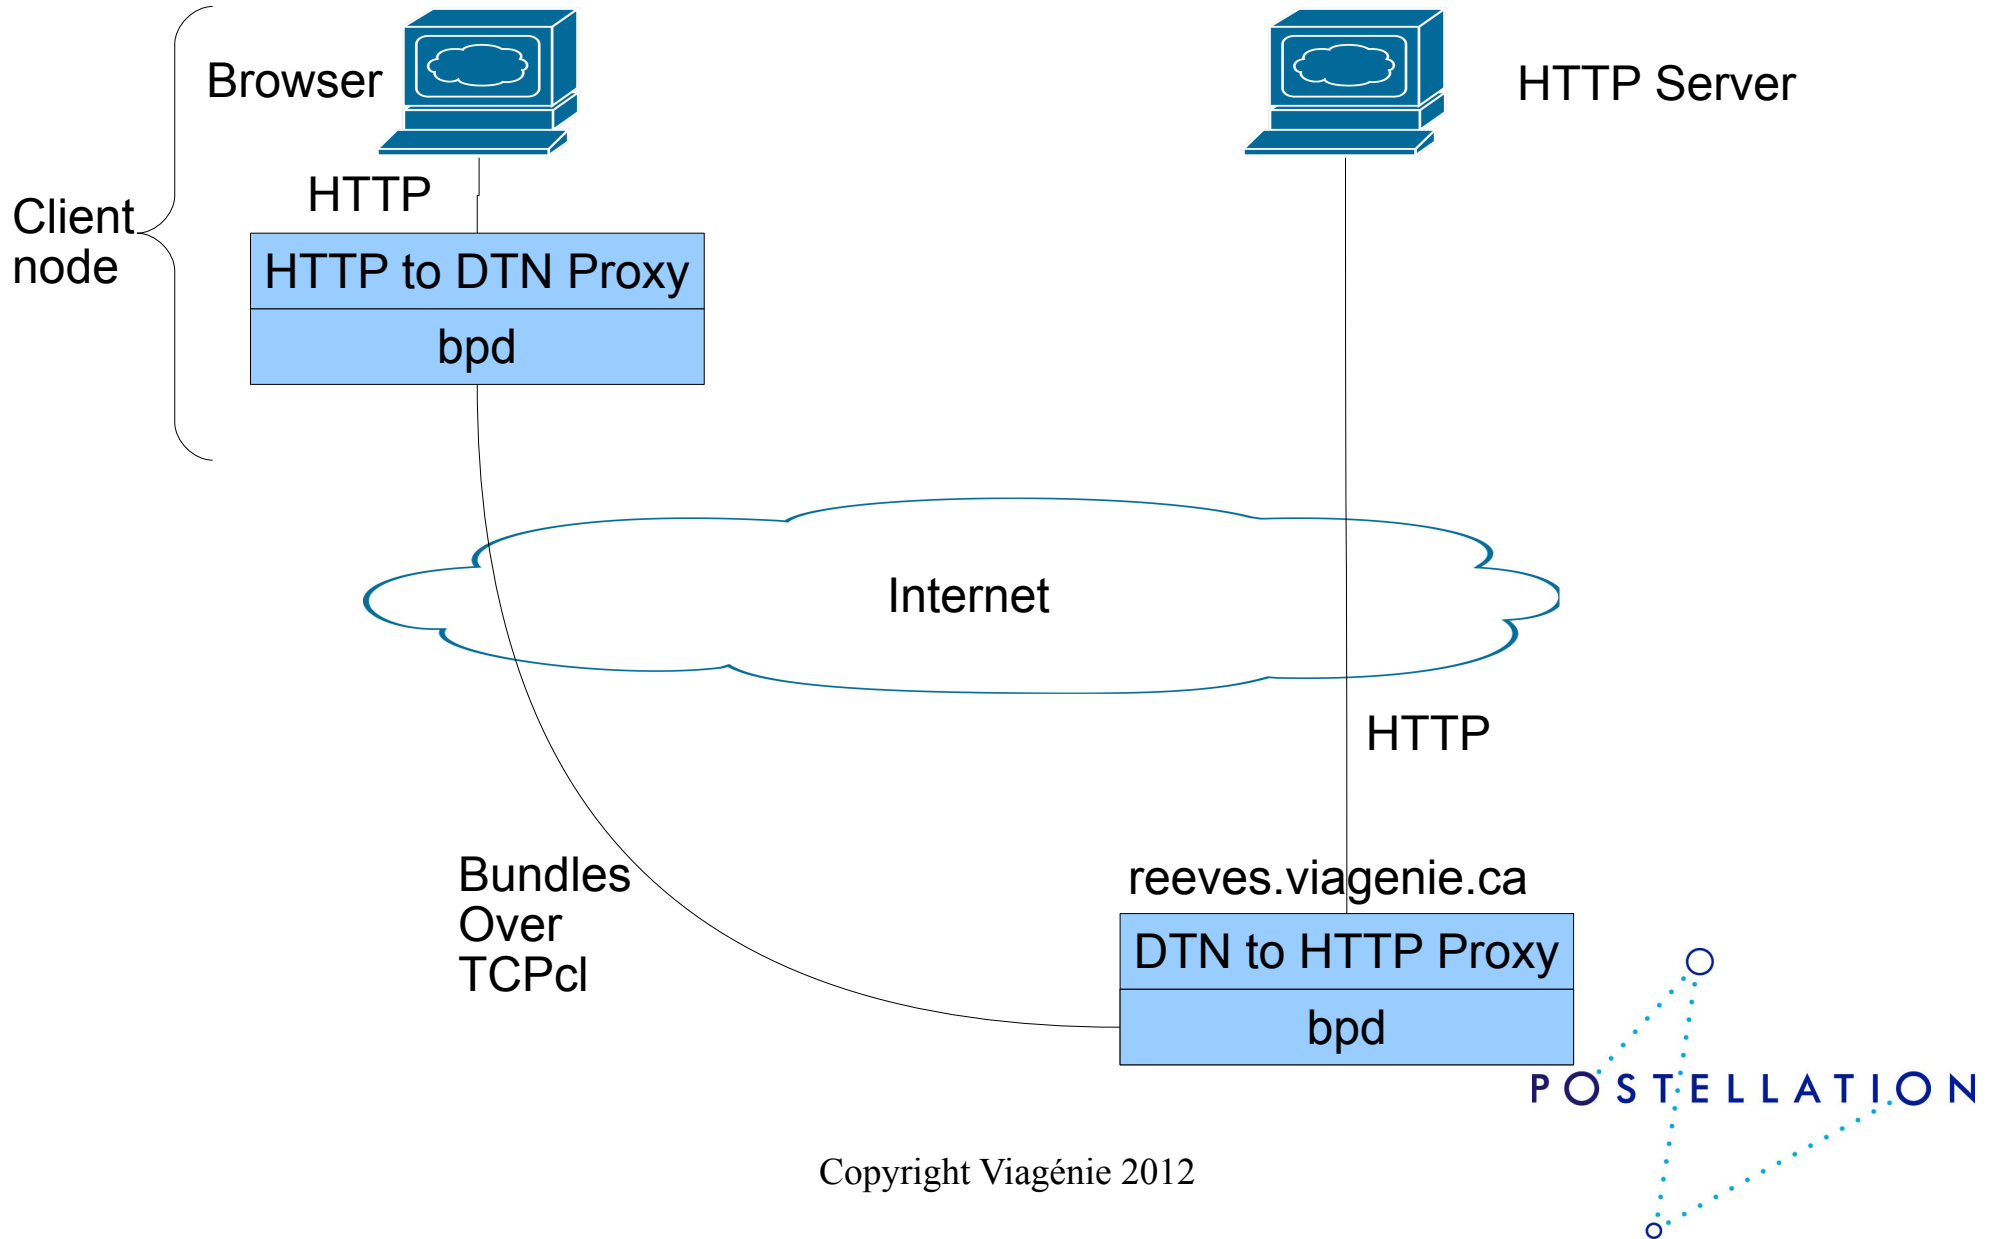 Browser
HTTP Server
HTTP
Client
node
HTTP to DTN Proxy
bpd
Internet
HTTP
Bundles
Over
TCPcl
reeves.viagenie.ca
DTN to HTTP Proxy
bpd
POSTELLATION
Copyright Viagénie 2012